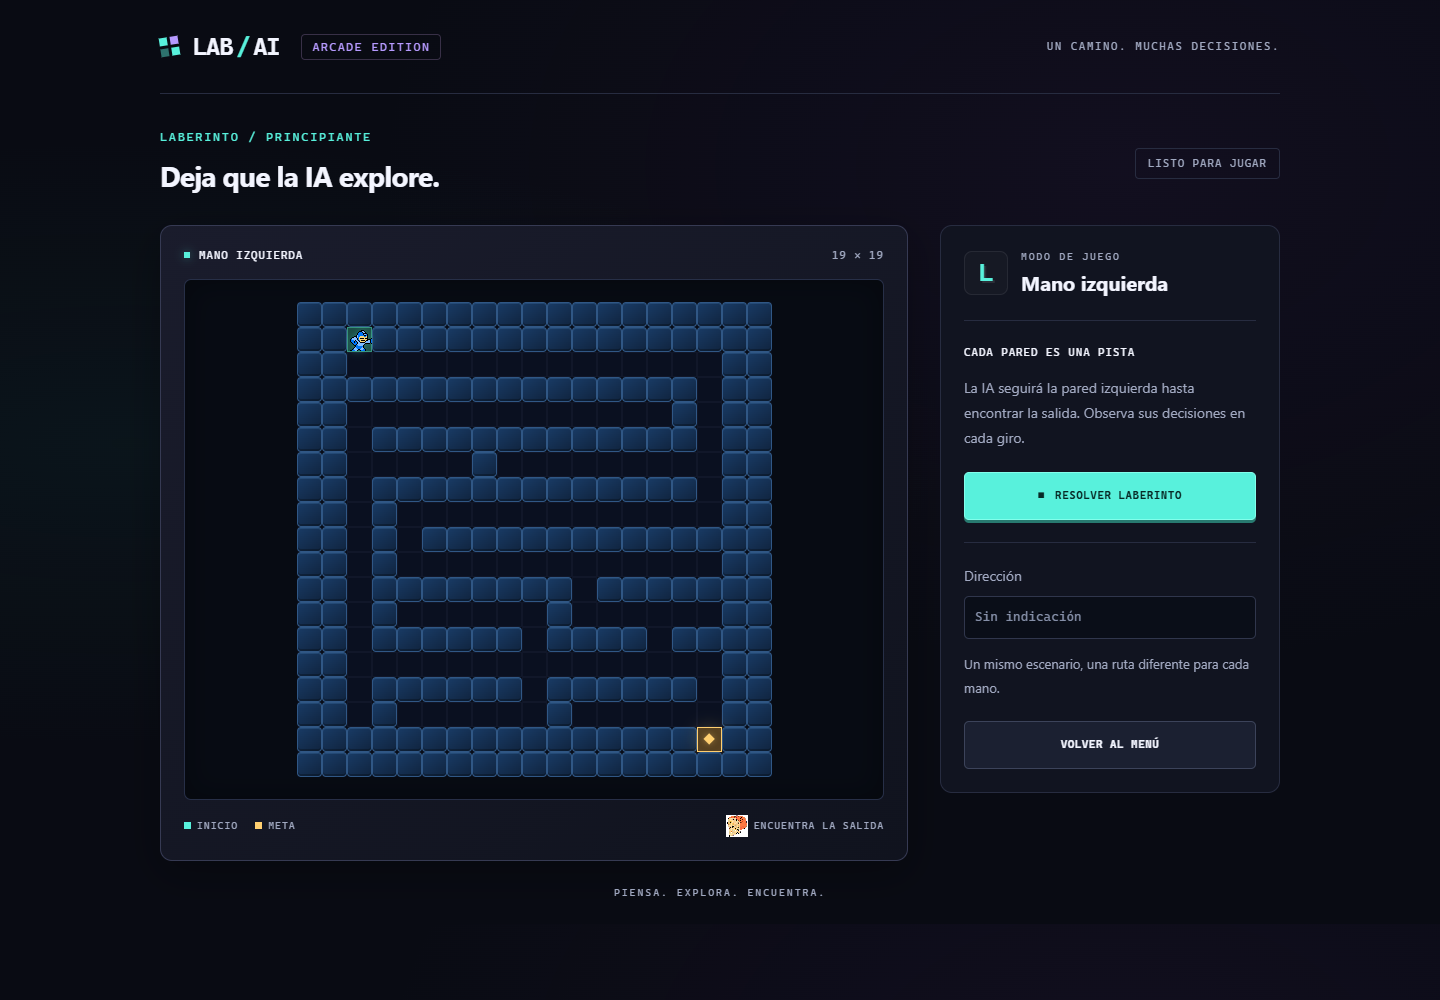 LAB/AI
ARCADE EDITION
UN CAMINO. MUCHAS DECISIONES.
LABERINTO / PRINCIPIANTE
Deja que la IA explore.
LISTO PARA JUGAR
MANO IZQUIERDA
19 × 19
INICIO
META
ENCUENTRA LA SALIDA
L
MODO DE JUEGO
Mano izquierda
CADA PARED ES UNA PISTA
La IA seguirá la pared izquierda hasta
encontrar la salida. Observa sus decisiones en
cada giro.
RESOLVER LABERINTO
Dirección
Sin indicación
Un mismo escenario, una ruta diferente para cada
mano.
VOLVER AL MENÚ
PIENSA. EXPLORA. ENCUENTRA.